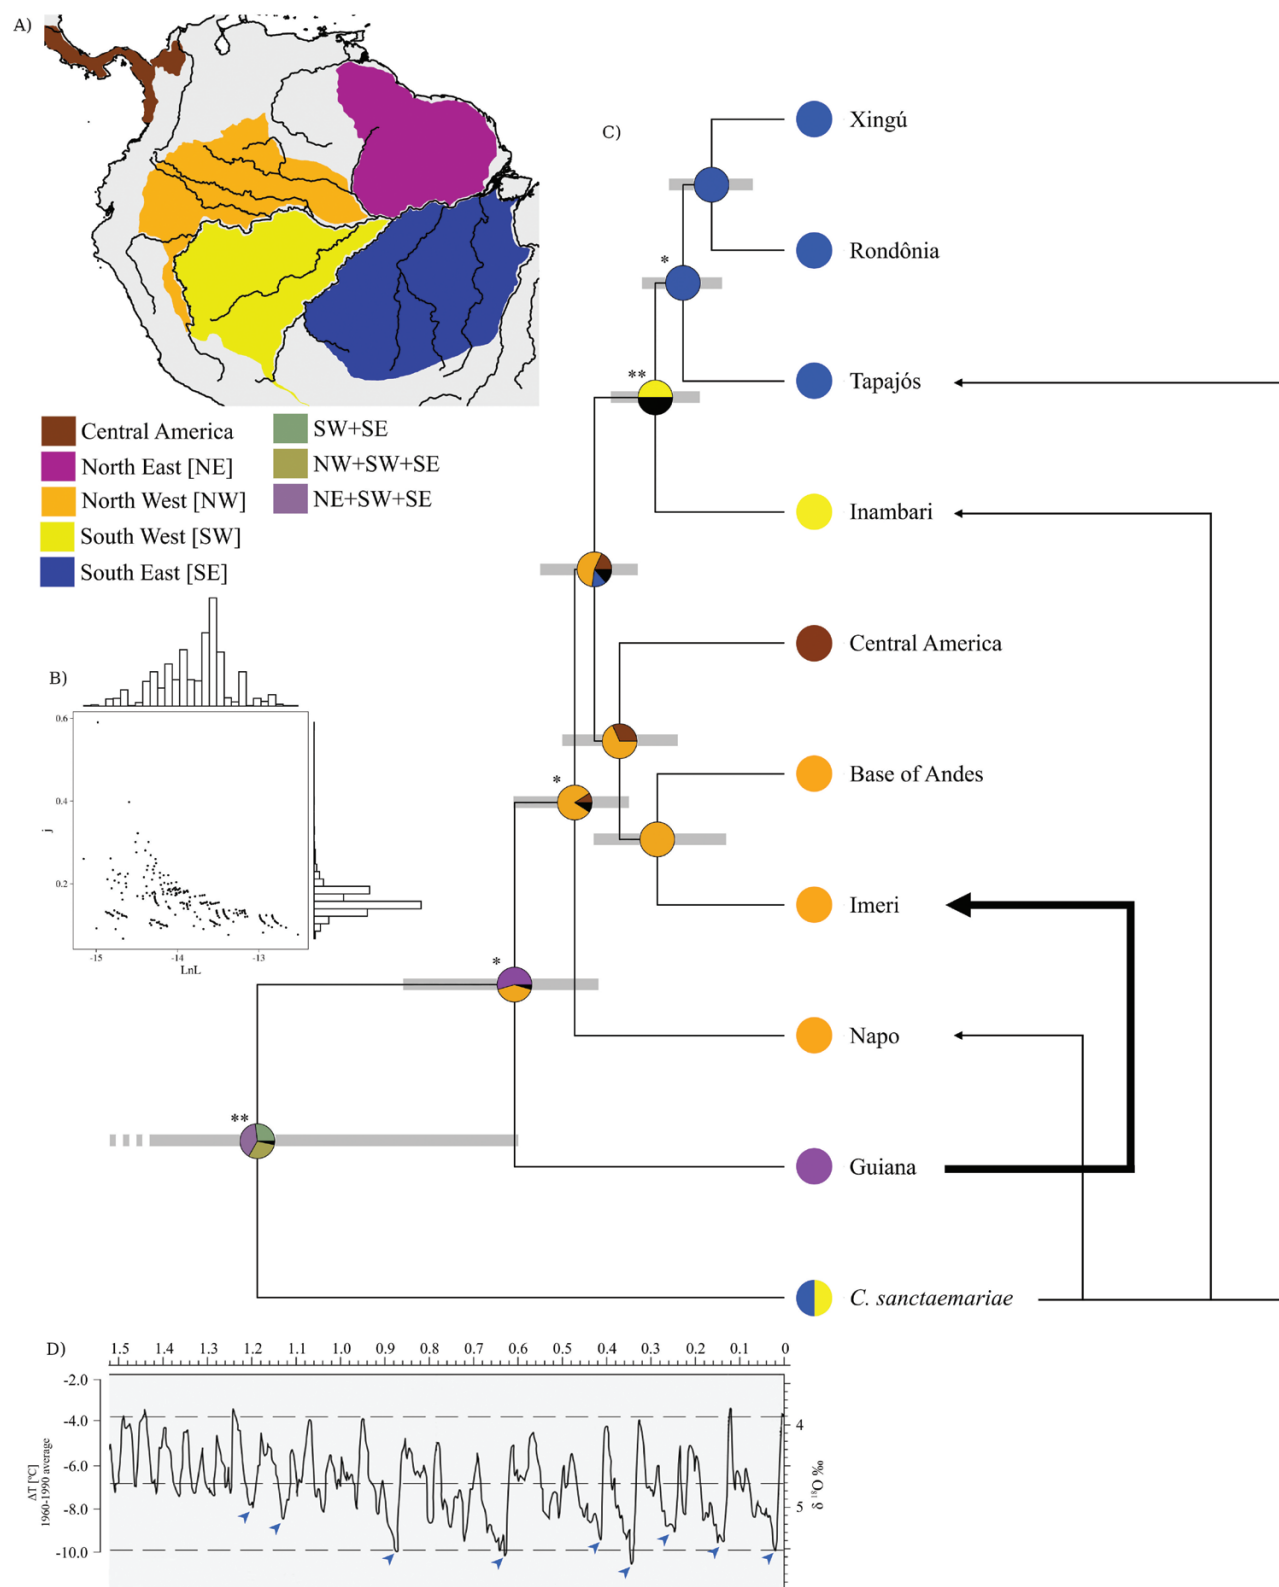 A)
C)
Xingú
Rondônia
*
Tapajós
**
Inambari
Central America
North East [NE]
North West [NW]
South West [SW]
South East [SE]
SW+SE
NW+SW+SE
NE+SW+SE
Central America
B)
0.6
0.4
0.2
j
-15
-14
-13
LnL
Base of Andes
*
Imeri
*
Napo
**
Guiana
C. sanctaemariae
D)
1.5 1.4 1.3 1.2 1.1 1.0 0.9 0.8 0.7 0.6 0.5 0.4 0.3 0.2 0.1 0
-2.0
-4.0
-6.0
-8.0
-10.0
ΔT [°C]
1960-1990 average
4
5
δ ¹⁸O ‰